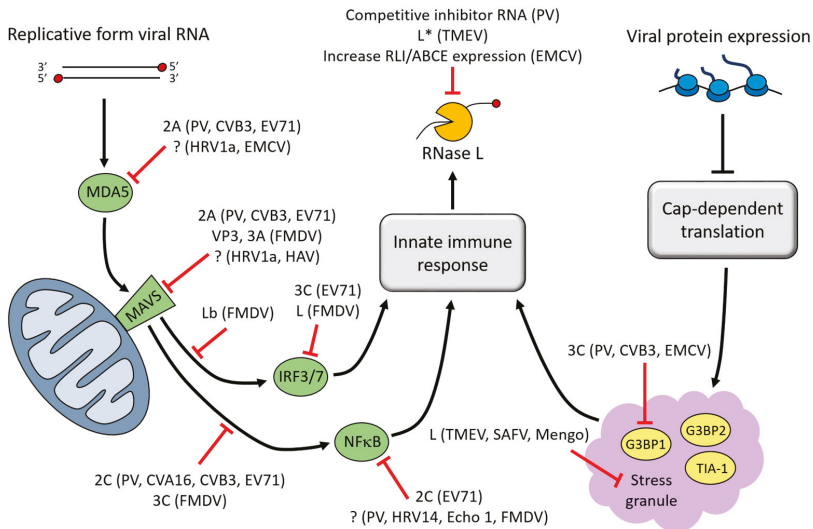 Replicative form viral RNA
3′ 5′
5′ 3′
2A (PV, CVB3, EV71)
? (HRV1a, EMCV)
MDA5
2A (PV, CVB3, EV71)
VP3, 3A (FMDV)
? (HRV1a, HAV)
MAVS
Lb (FMDV)
3C (EV71)
L (FMDV)
IRF3/7
NFκB
2C (PV, CVA16, CVB3, EV71)
3C (FMDV)
2C (EV71)
? (PV, HRV14, Echo 1, FMDV)
Competitive inhibitor RNA (PV)
L* (TMEV)
Increase RLI/ABCE expression (EMCV)
RNase L
Innate immune
response
Viral protein expression
Cap-dependent
translation
3C (PV, CVB3, EMCV)
L (TMEV, SAFV, Mengo)
G3BP1
G3BP2
TIA-1
Stress
granule